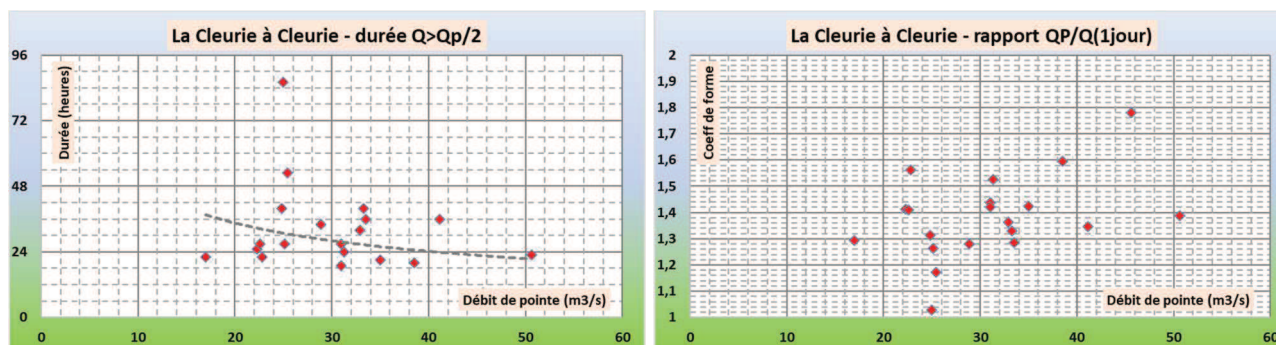 La Cleurie à Cleurie - durée Q>Qp/2
Durée (heures)
96
72
48
24
0
Débit de pointe (m3/s)
0 10 20 30 40 50 60
La Cleurie à Cleurie - rapport QP/Q(1jour)
Coeff de forme
2
1,9
1,8
1,7
1,6
1,5
1,4
1,3
1,2
1,1
1
Débit de pointe (m3/s)
0 10 20 30 40 50 60